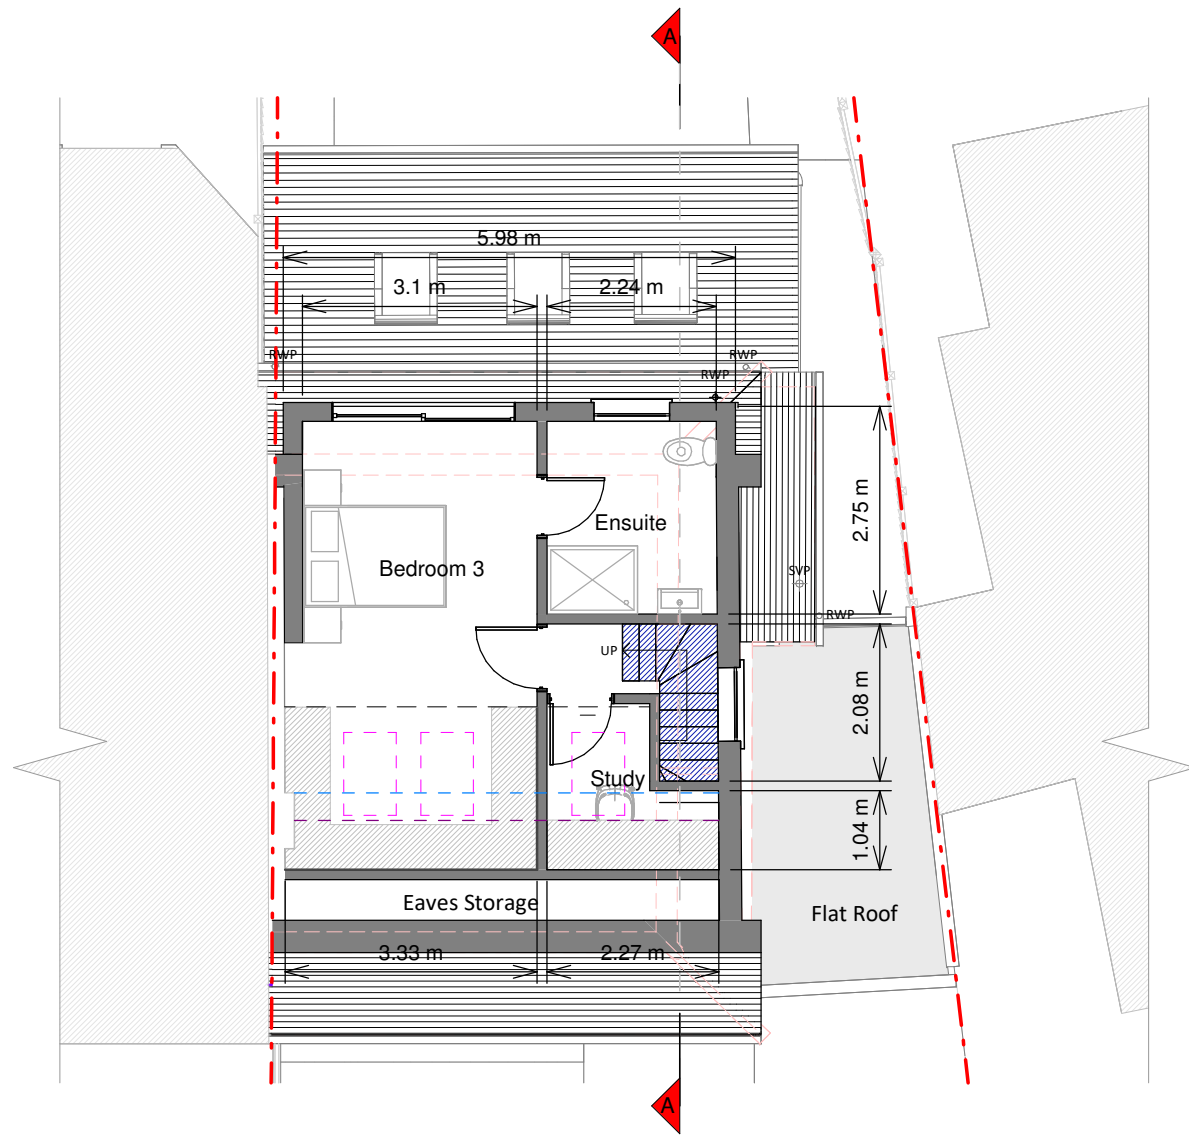 A
5.98 m
3.1 m
2.24 m
RWP
RWP
RWP
2.75 m
Ensuite
Bedroom 3
SVP
RWP
UP
2.08 m
Study
1.04 m
Eaves Storage
Flat Roof
3.33 m
2.27 m
A